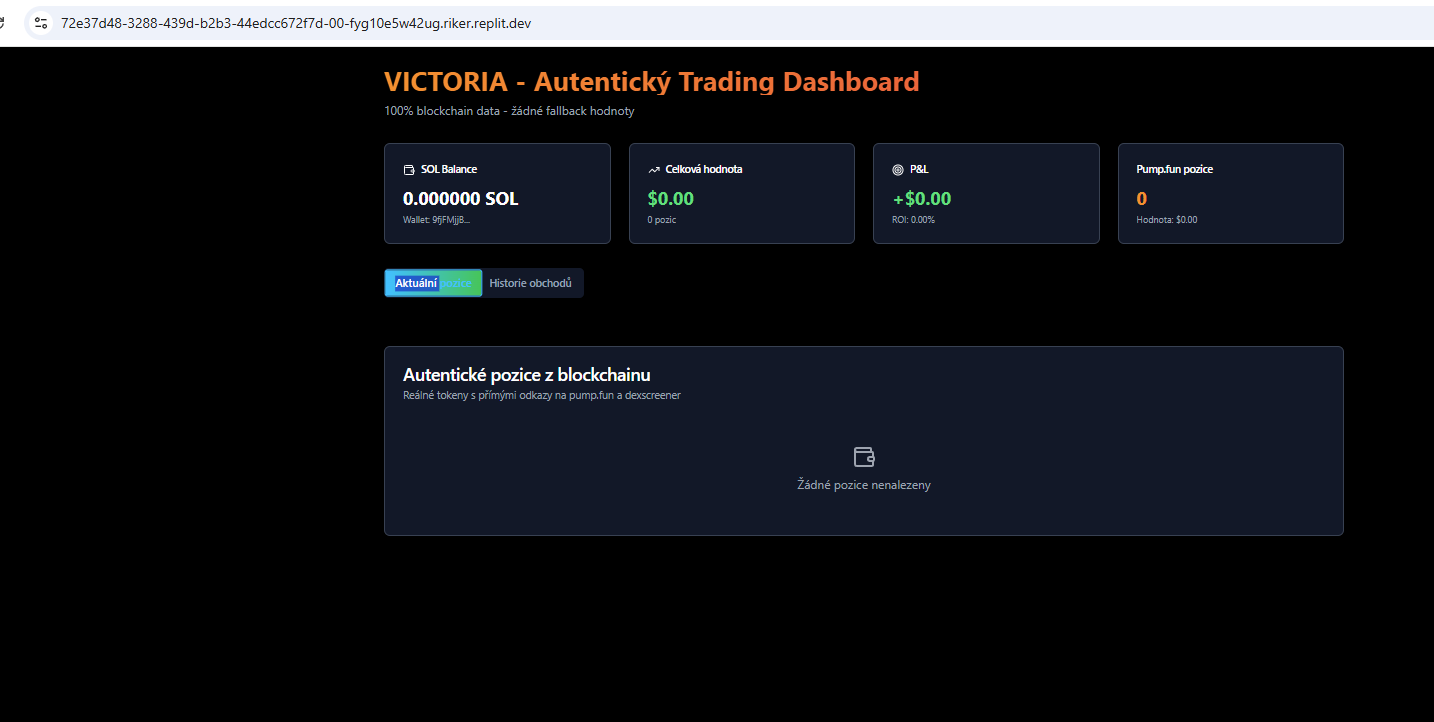 72e37d48-3288-439d-b2b3-44edcc672f7d-00-fyg10e5w42ug.riker.replit.dev
VICTORIA - Autentický Trading Dashboard
100% blockchain data - žádné fallback hodnoty
SOL Balance
0.000000 SOL
Wallet: 9fjFMjjB...
Celková hodnota
$0.00
0 pozic
P&L
+$0.00
ROI: 0.00%
Pump.fun pozice
0
Hodnota: $0.00
Aktuální pozice
Historie obchodů
Autentické pozice z blockchainu
Reálné tokeny s přímými odkazy na pump.fun a dexscreener
Žádné pozice nenalezeny